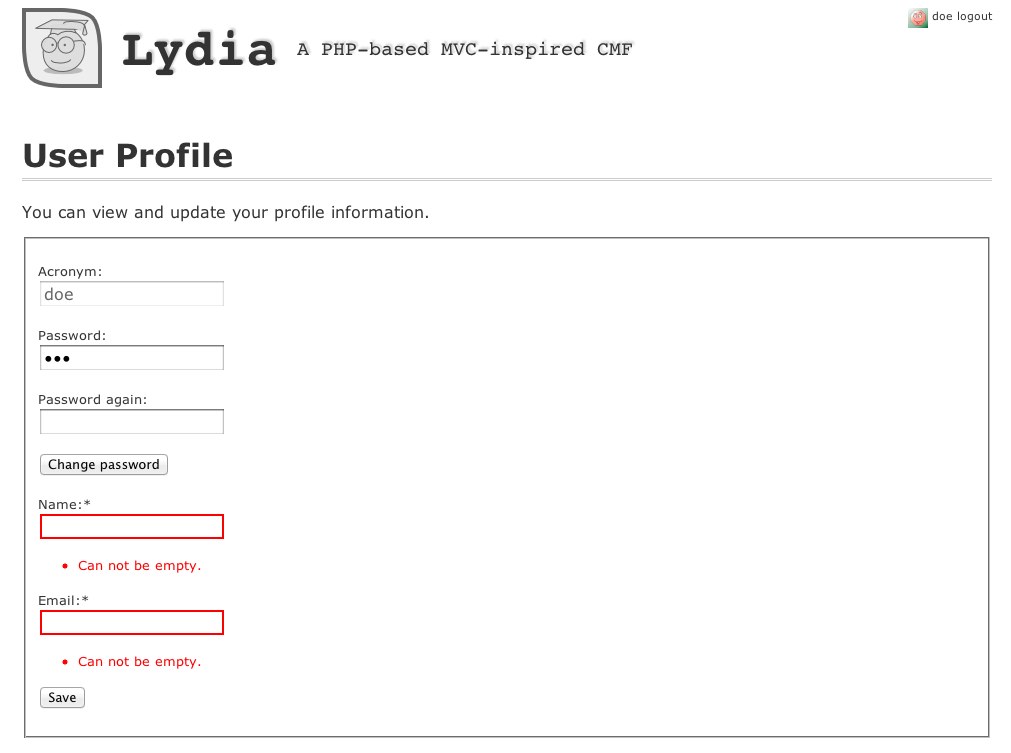 doe logout
Lydia A PHP-based MVC-inspired CMF
User Profile
You can view and update your profile information.
Acronym:
doe
Password:
•••
Password again:
Change password
Name:*
• Can not be empty.
Email:*
• Can not be empty.
Save